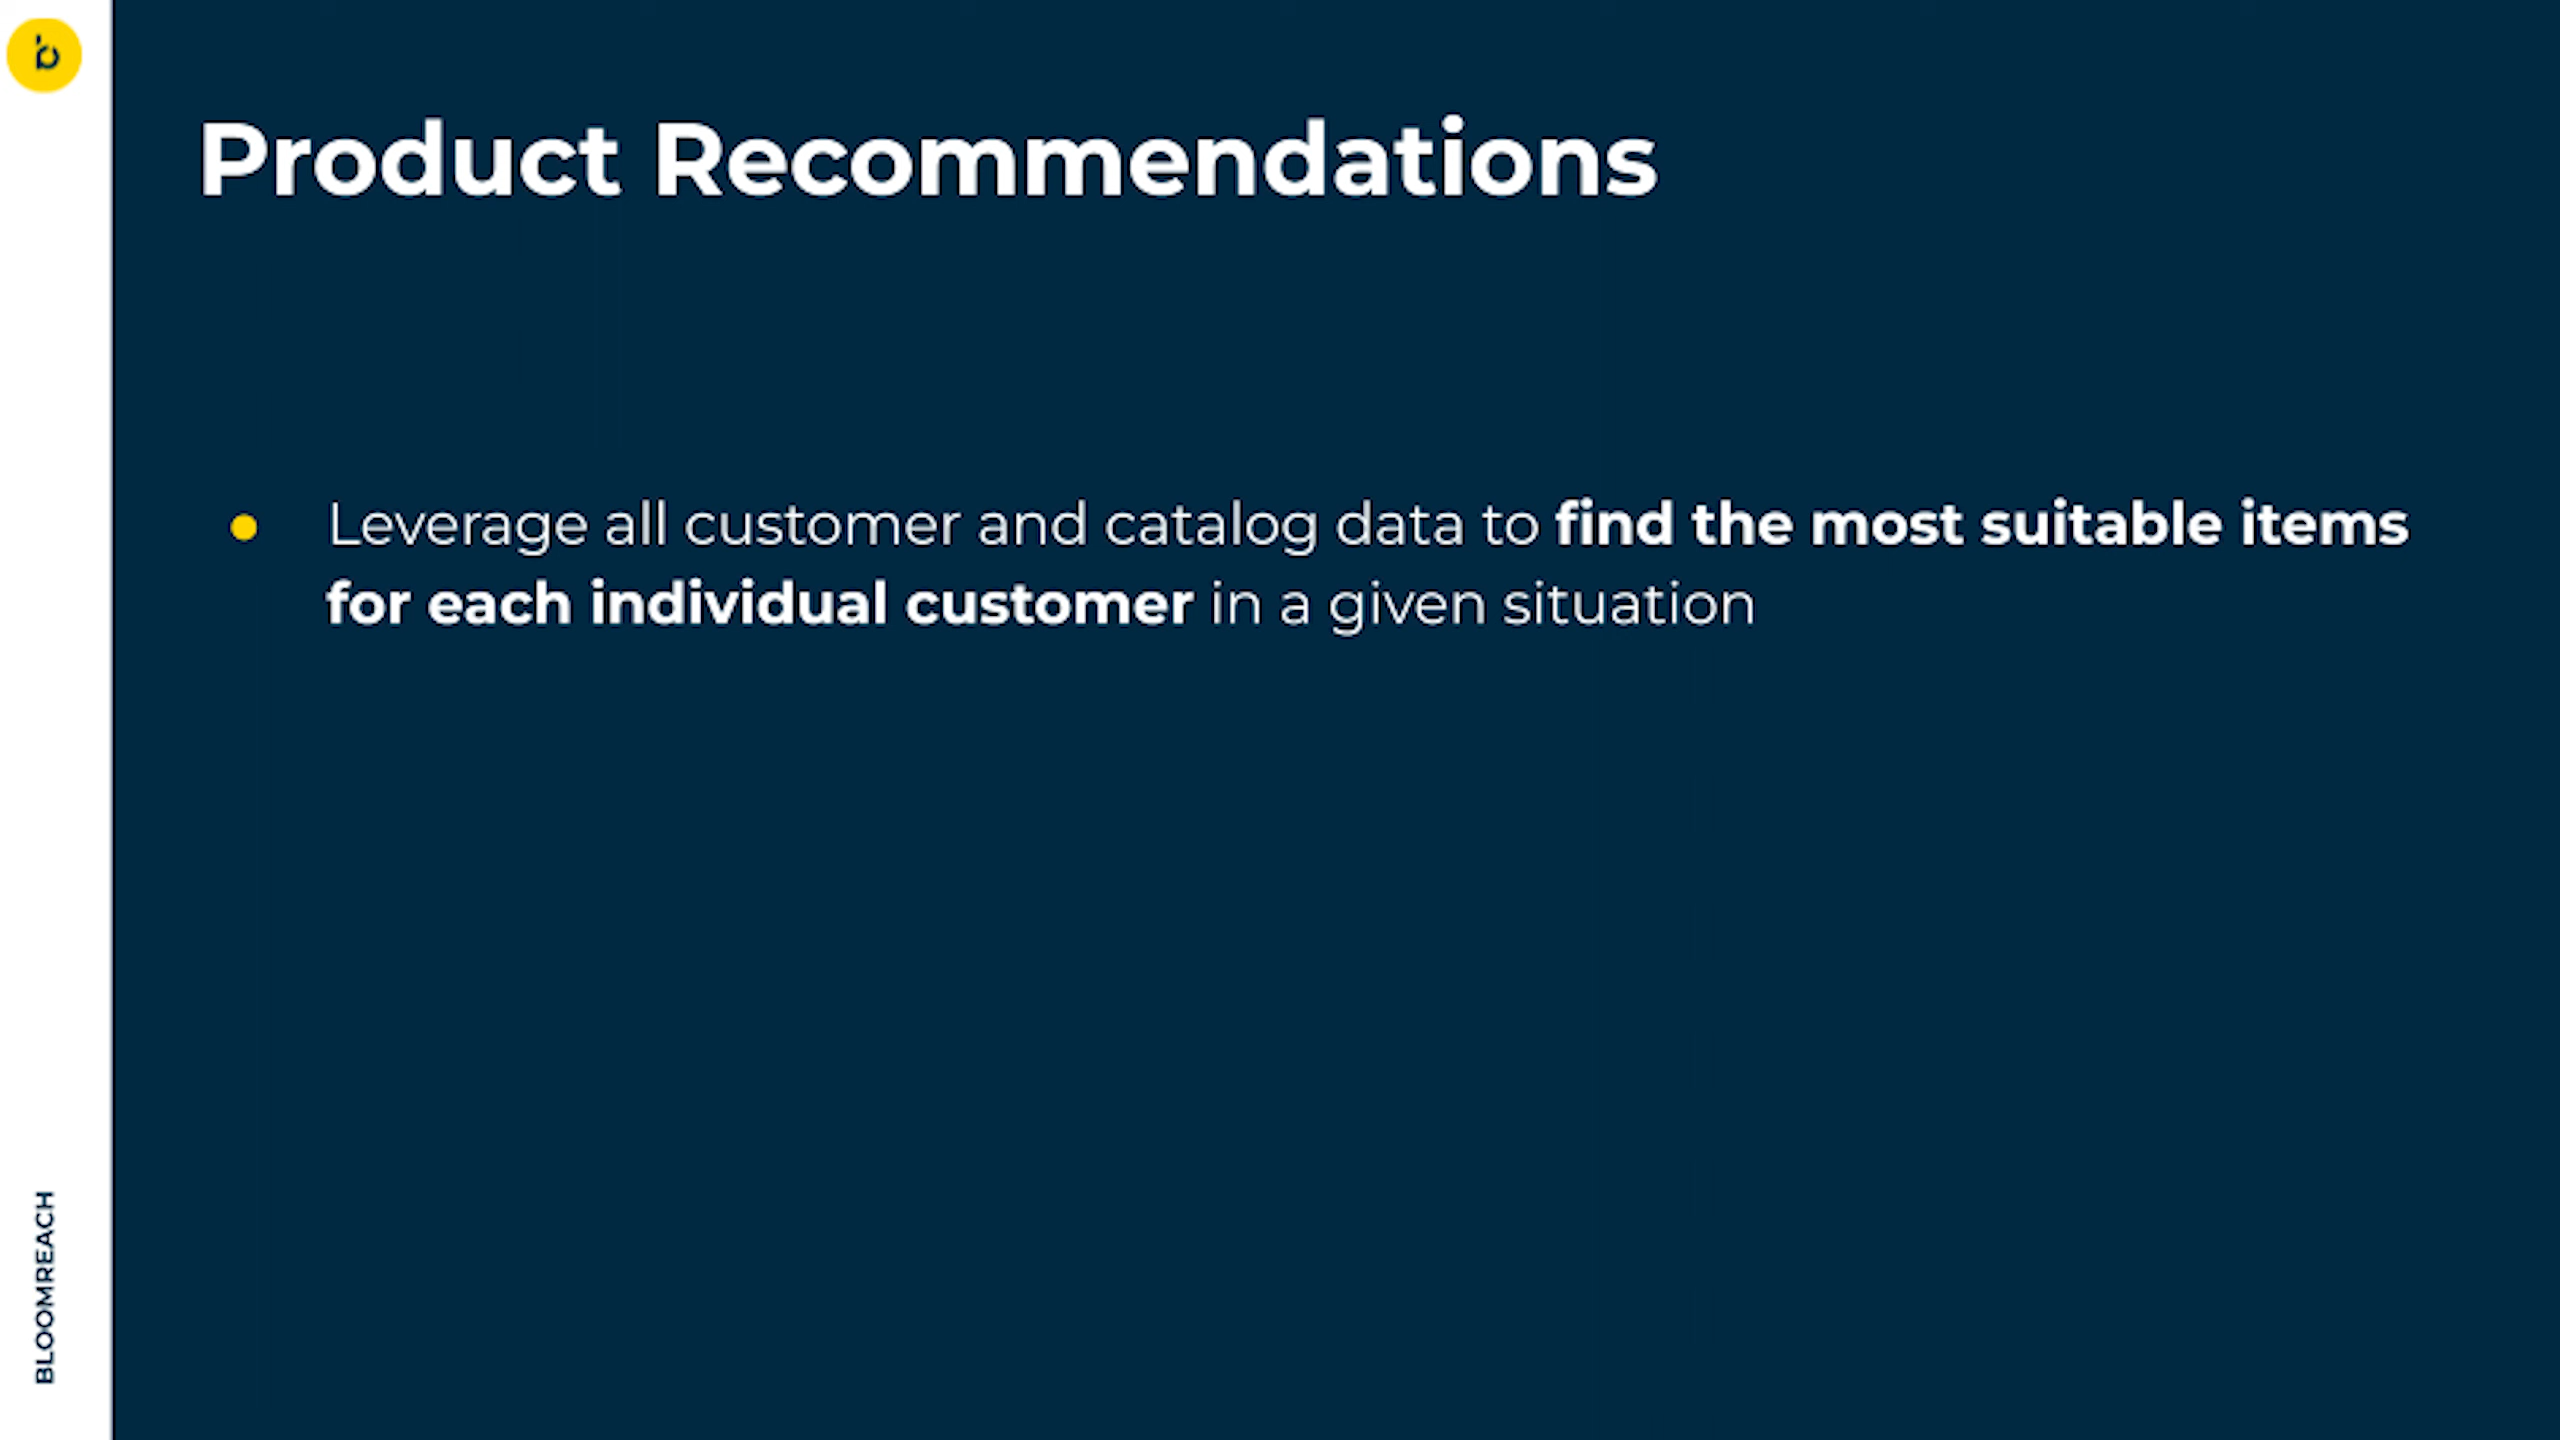 Product Recommendations
Leverage all customer and catalog data to find the most suitable items
for each individual customer in a given situation
BLOOMREACH